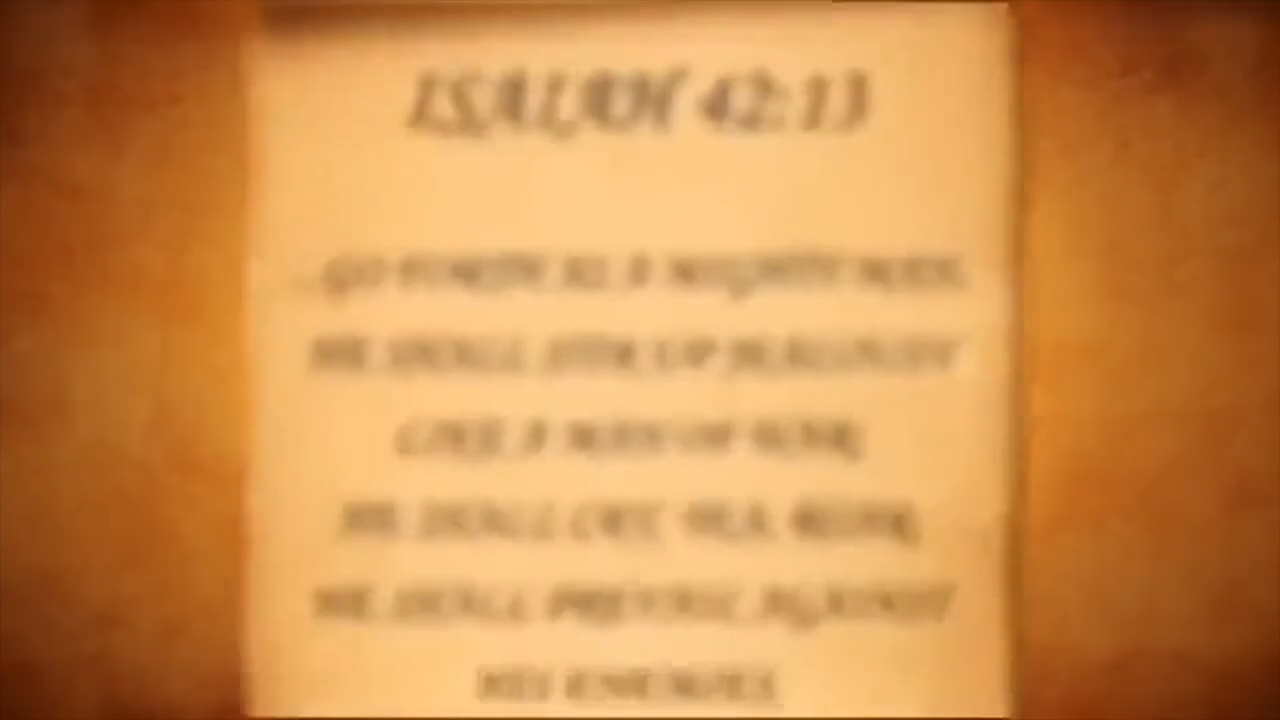 ISAIAH 42:13
...GO FORTH AS A MIGHTY MAN,
HE SHALL STIR UP JEALOUSY
LIKE A MAN OF WAR;
HE SHALL CRY, YEA, ROAR;
HE SHALL PREVAIL AGAINST
HIS ENEMIES.